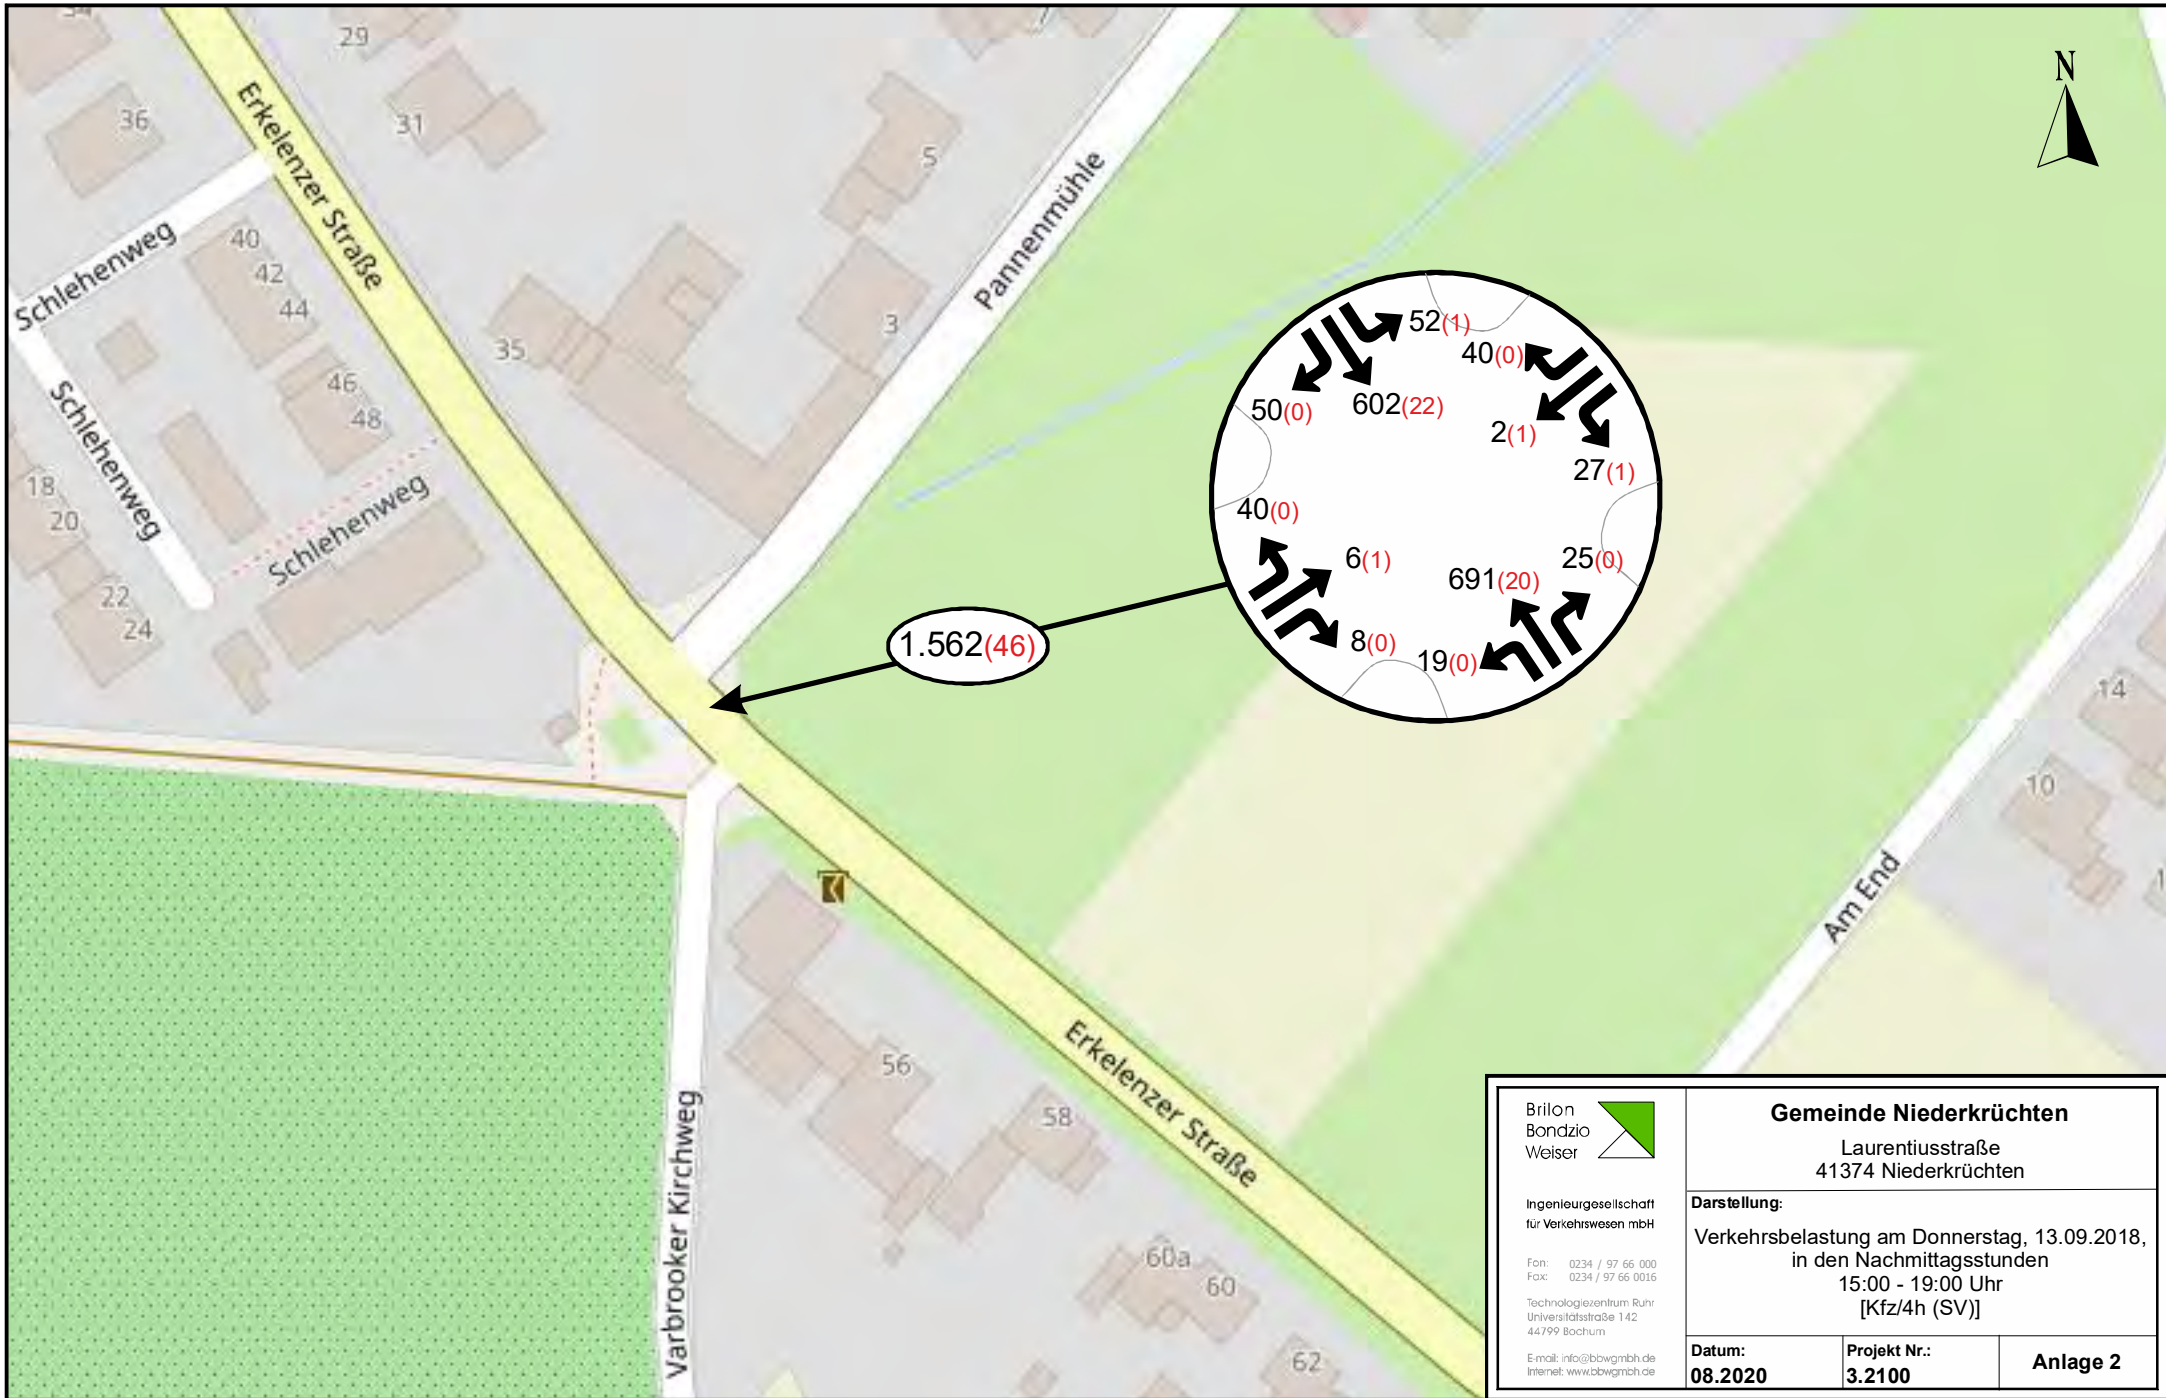 34
29
N
36
31
Erkelenzer Straße
5
Pannenmühle
Schlehenweg
40
42
44
3
35
52(1)
40(0)
46
48
50(0)
602(22)
2(1)
27(1)
Schlehenweg
18
20
Schlehenweg
40(0)
6(1)
25(0)
691(20)
22
24
1.562(46)
8(0)
19(0)
14
10
Am End
56
Erkelenzer Straße
58
Varbrooker Kirchweg
60a
60
62
Brilon
Bondzio
Weiser
Ingenieurgesellschaft
für Verkehrswesen mbH
Fon: 0234 / 97 66 000
Fax: 0234 / 97 66 0016
Technologiezentrum Ruhr
Universitätsstraße 142
44799 Bochum
E-mail: info@bbwgmbh.de
Internet: www.bbwgmbh.de
Gemeinde Niederkrüchten
Laurentiusstraße
41374 Niederkrüchten
Darstellung:
Verkehrsbelastung am Donnerstag, 13.09.2018,
in den Nachmittagsstunden
15:00 - 19:00 Uhr
[Kfz/4h (SV)]
Datum:
08.2020
Projekt Nr.:
3.2100
Anlage 2